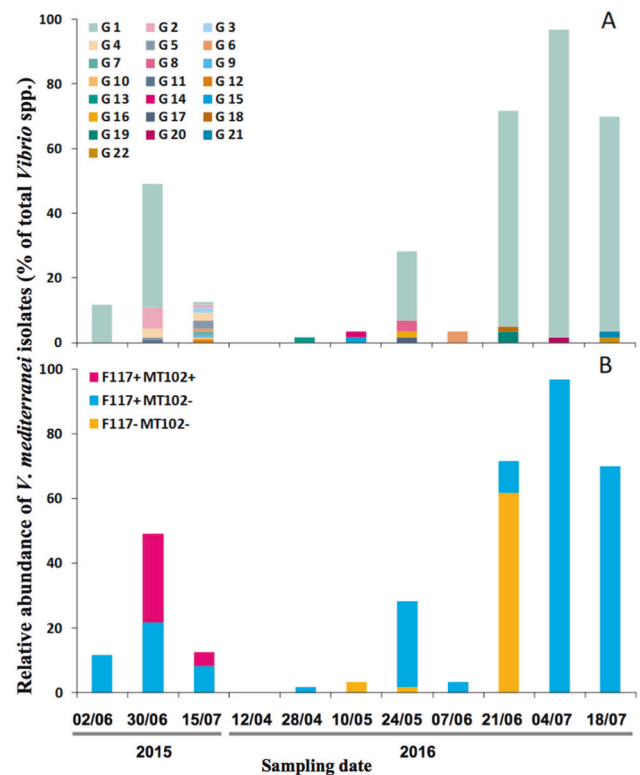 Relative abundance of V. mediterranei isolates (% of total Vibrio spp.)
A
100
80
60
40
20
0
G 1 G 2 G 3
G 4 G 5 G 6
G 7 G 8 G 9
G 10 G 11 G 12
G 13 G 14 G 15
G 16 G 17 G 18
G 19 G 20 G 21
G 22
B
100
80
60
40
20
0
F117+MT102+
F117+MT102-
F117-MT102-
02/06 30/06 15/07 12/04 28/04 10/05 24/05 07/06 21/06 04/07 18/07
2015 2016
Sampling date